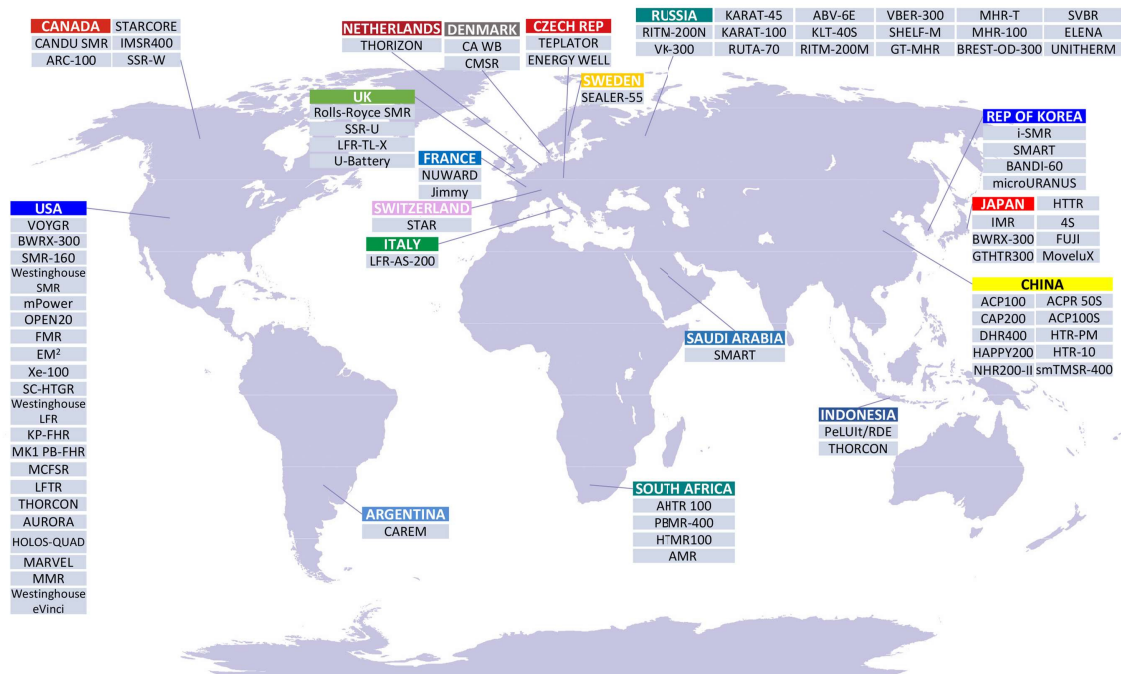 CANADA
STARCORE
CANDU SMR
IMSR400
ARC-100
SSR-W
NETHERLANDS
THORIZON
DENMARK
CA WB
CMSR
CZECH REP
TEPLATOR
ENERGY WELL
SWEDEN
SEALER-55
RUSSIA
KARAT-45
ABV-6E
VBER-300
MHR-T
SVBR
RITN-200N
KARAT-100
KLT-40S
SHELF-M
MHR-100
ELENA
VK-300
RUTA-70
RITM-200M
GT-MHR
BREST-OD-300
UNITHERM
UK
Rolls-Royce SMR
SSR-U
LFR-TL-X
U-Battery
FRANCE
NUWARD
Jimmy
SWITZERLAND
STAR
ITALY
LFR-AS-200
REP OF KOREA
i-SMR
SMART
BANDI-60
microURANUS
JAPAN
HTTR
IMR
4S
BWRX-300
FUJI
GTHTR300
MoveluX
CHINA
ACP100
ACPR 50S
CAP200
ACP100S
DHR400
HTR-PM
HAPPY200
HTR-10
NHR200-II
smTMSR-400
USA
VOYGR
BWRX-300
SMR-160
Westinghouse
SMR
mPower
OPEN20
FMR
EM²
Xe-100
SC-HTGR
Westinghouse
LFR
KP-FHR
MK1 PB-FHR
MCFSR
LFTR
THORCON
AURORA
HOLOS-QUAD
MARVEL
MMR
Westinghouse
eVinci
SAUDI ARABIA
SMART
INDONESIA
PeLUIt/RDE
THORCON
SOUTH AFRICA
AHTR 100
PBMR-400
HTMR100
AMR
ARGENTINA
CAREM